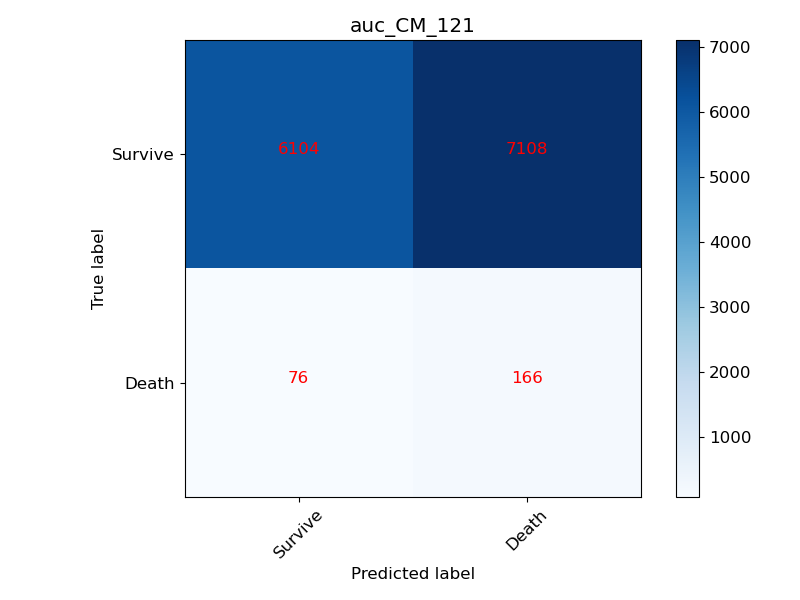 auc_CM_121
Survive
6104
7108
7000
6000
5000
4000
3000
2000
1000
True label
Death
76
166
Survive
Death
Predicted label